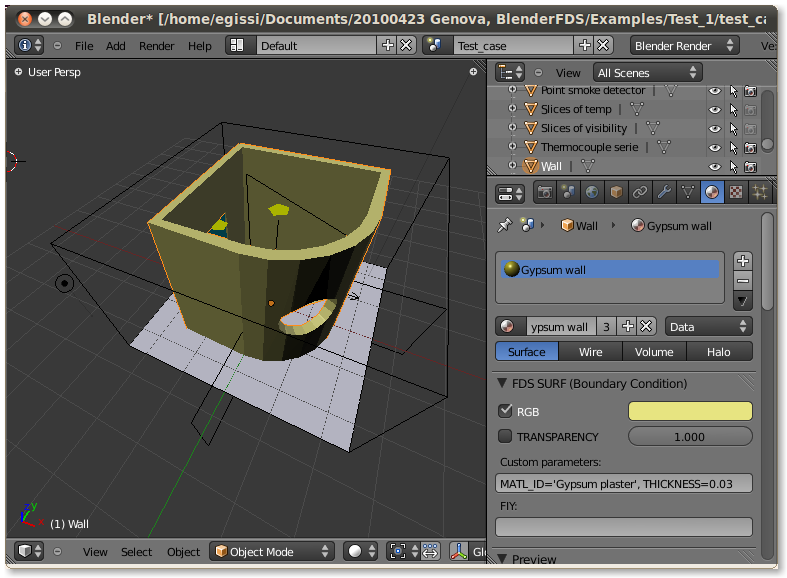 Blender* [/home/egissi/Documents/20100423 Genova, BlenderFDS/Examples/Test_1/test_ca
File Add Render Help Default Test_case Blender Render Ve:
User Persp
View All Scenes
Point smoke detector
Slices of temp
Slices of visibility
Thermocouple serie
Wall
Wall Gypsum wall
Gypsum wall
ypsum wall 3 Data
Surface Wire Volume Halo
FDS SURF (Boundary Condition)
RGB
TRANSPARENCY 1.000
Custom parameters:
MATL_ID='Gypsum plaster', THICKNESS=0.03
FIY:
Preview
z y
(1) Wall
View Select Object Object Mode Glo